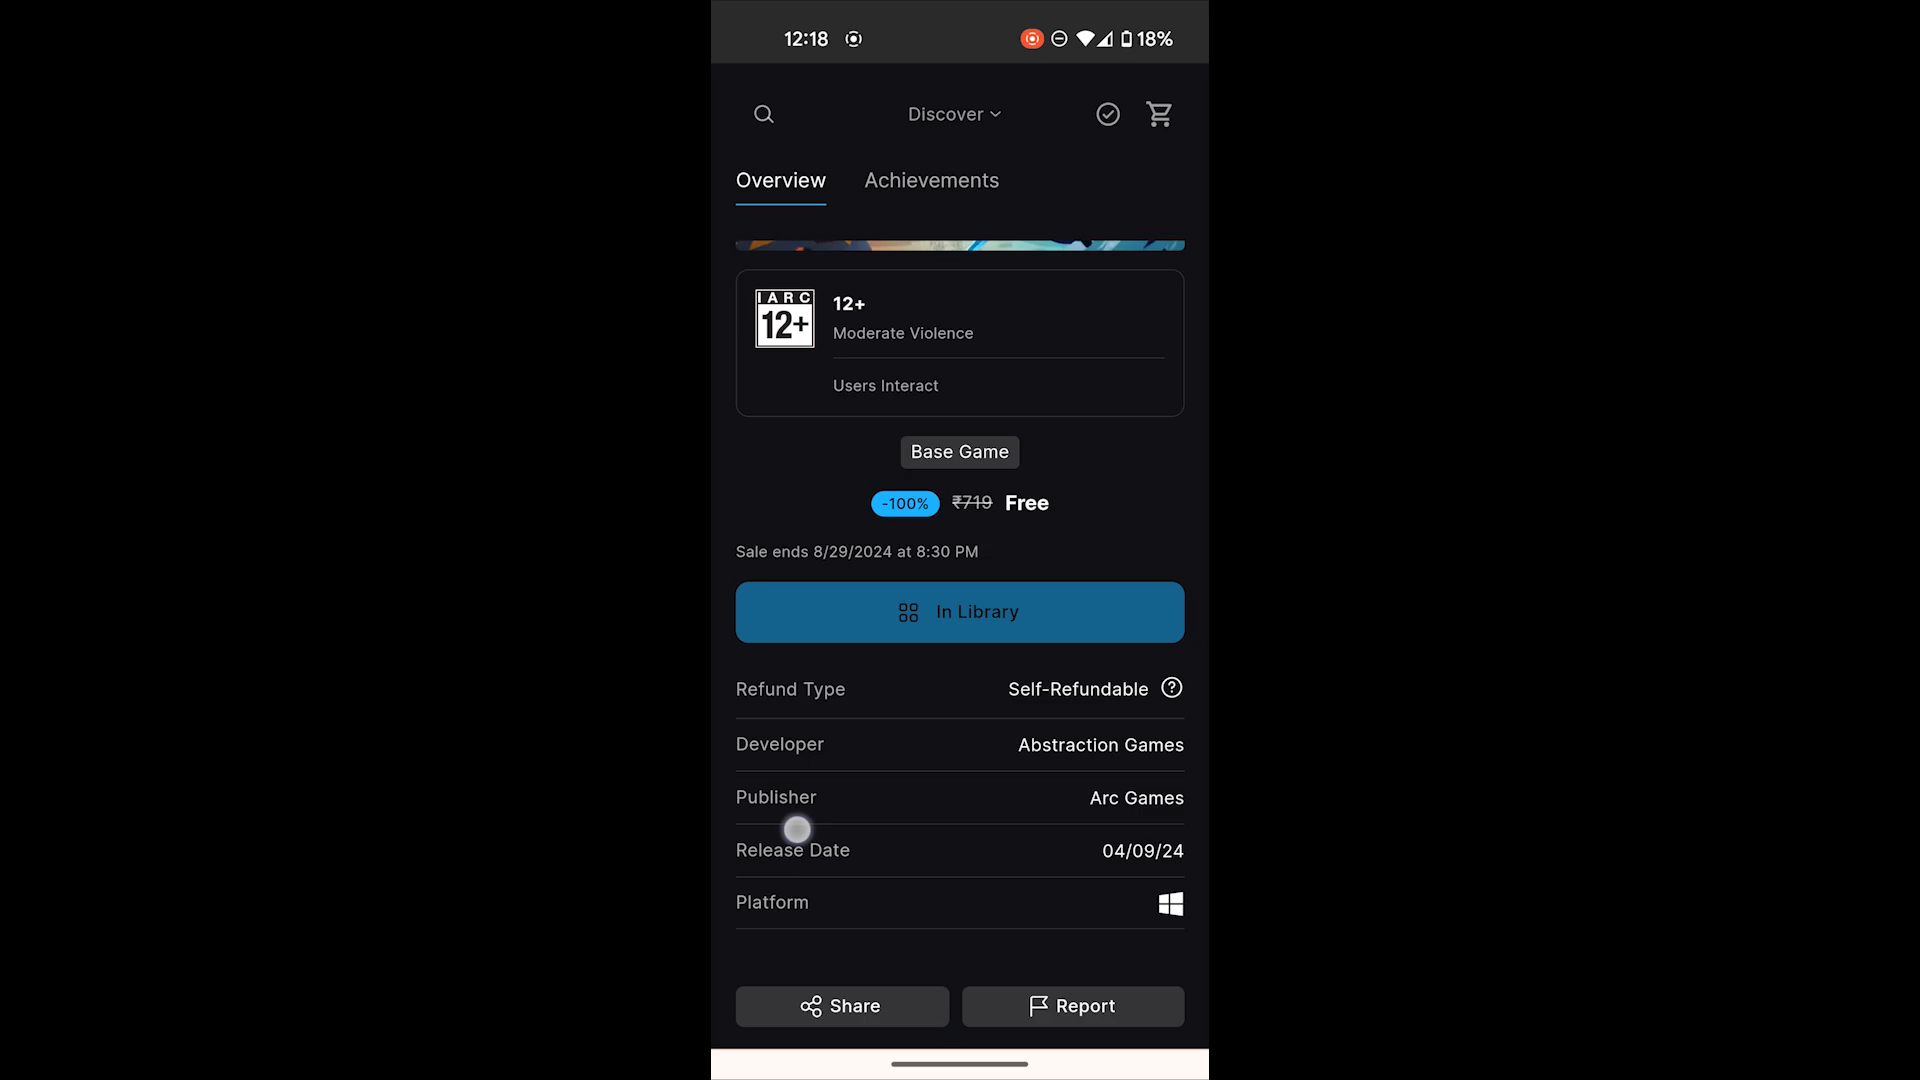 12:18
18%
Discover
Overview
Achievements
IARC
12+
12+
Moderate Violence
Users Interact
Base Game
-100% ₹719 Free
Sale ends 8/29/2024 at 8:30 PM
In Library
Refund Type Self-Refundable
Developer Abstraction Games
Publisher Arc Games
Release Date 04/09/24
Platform
Share
Report